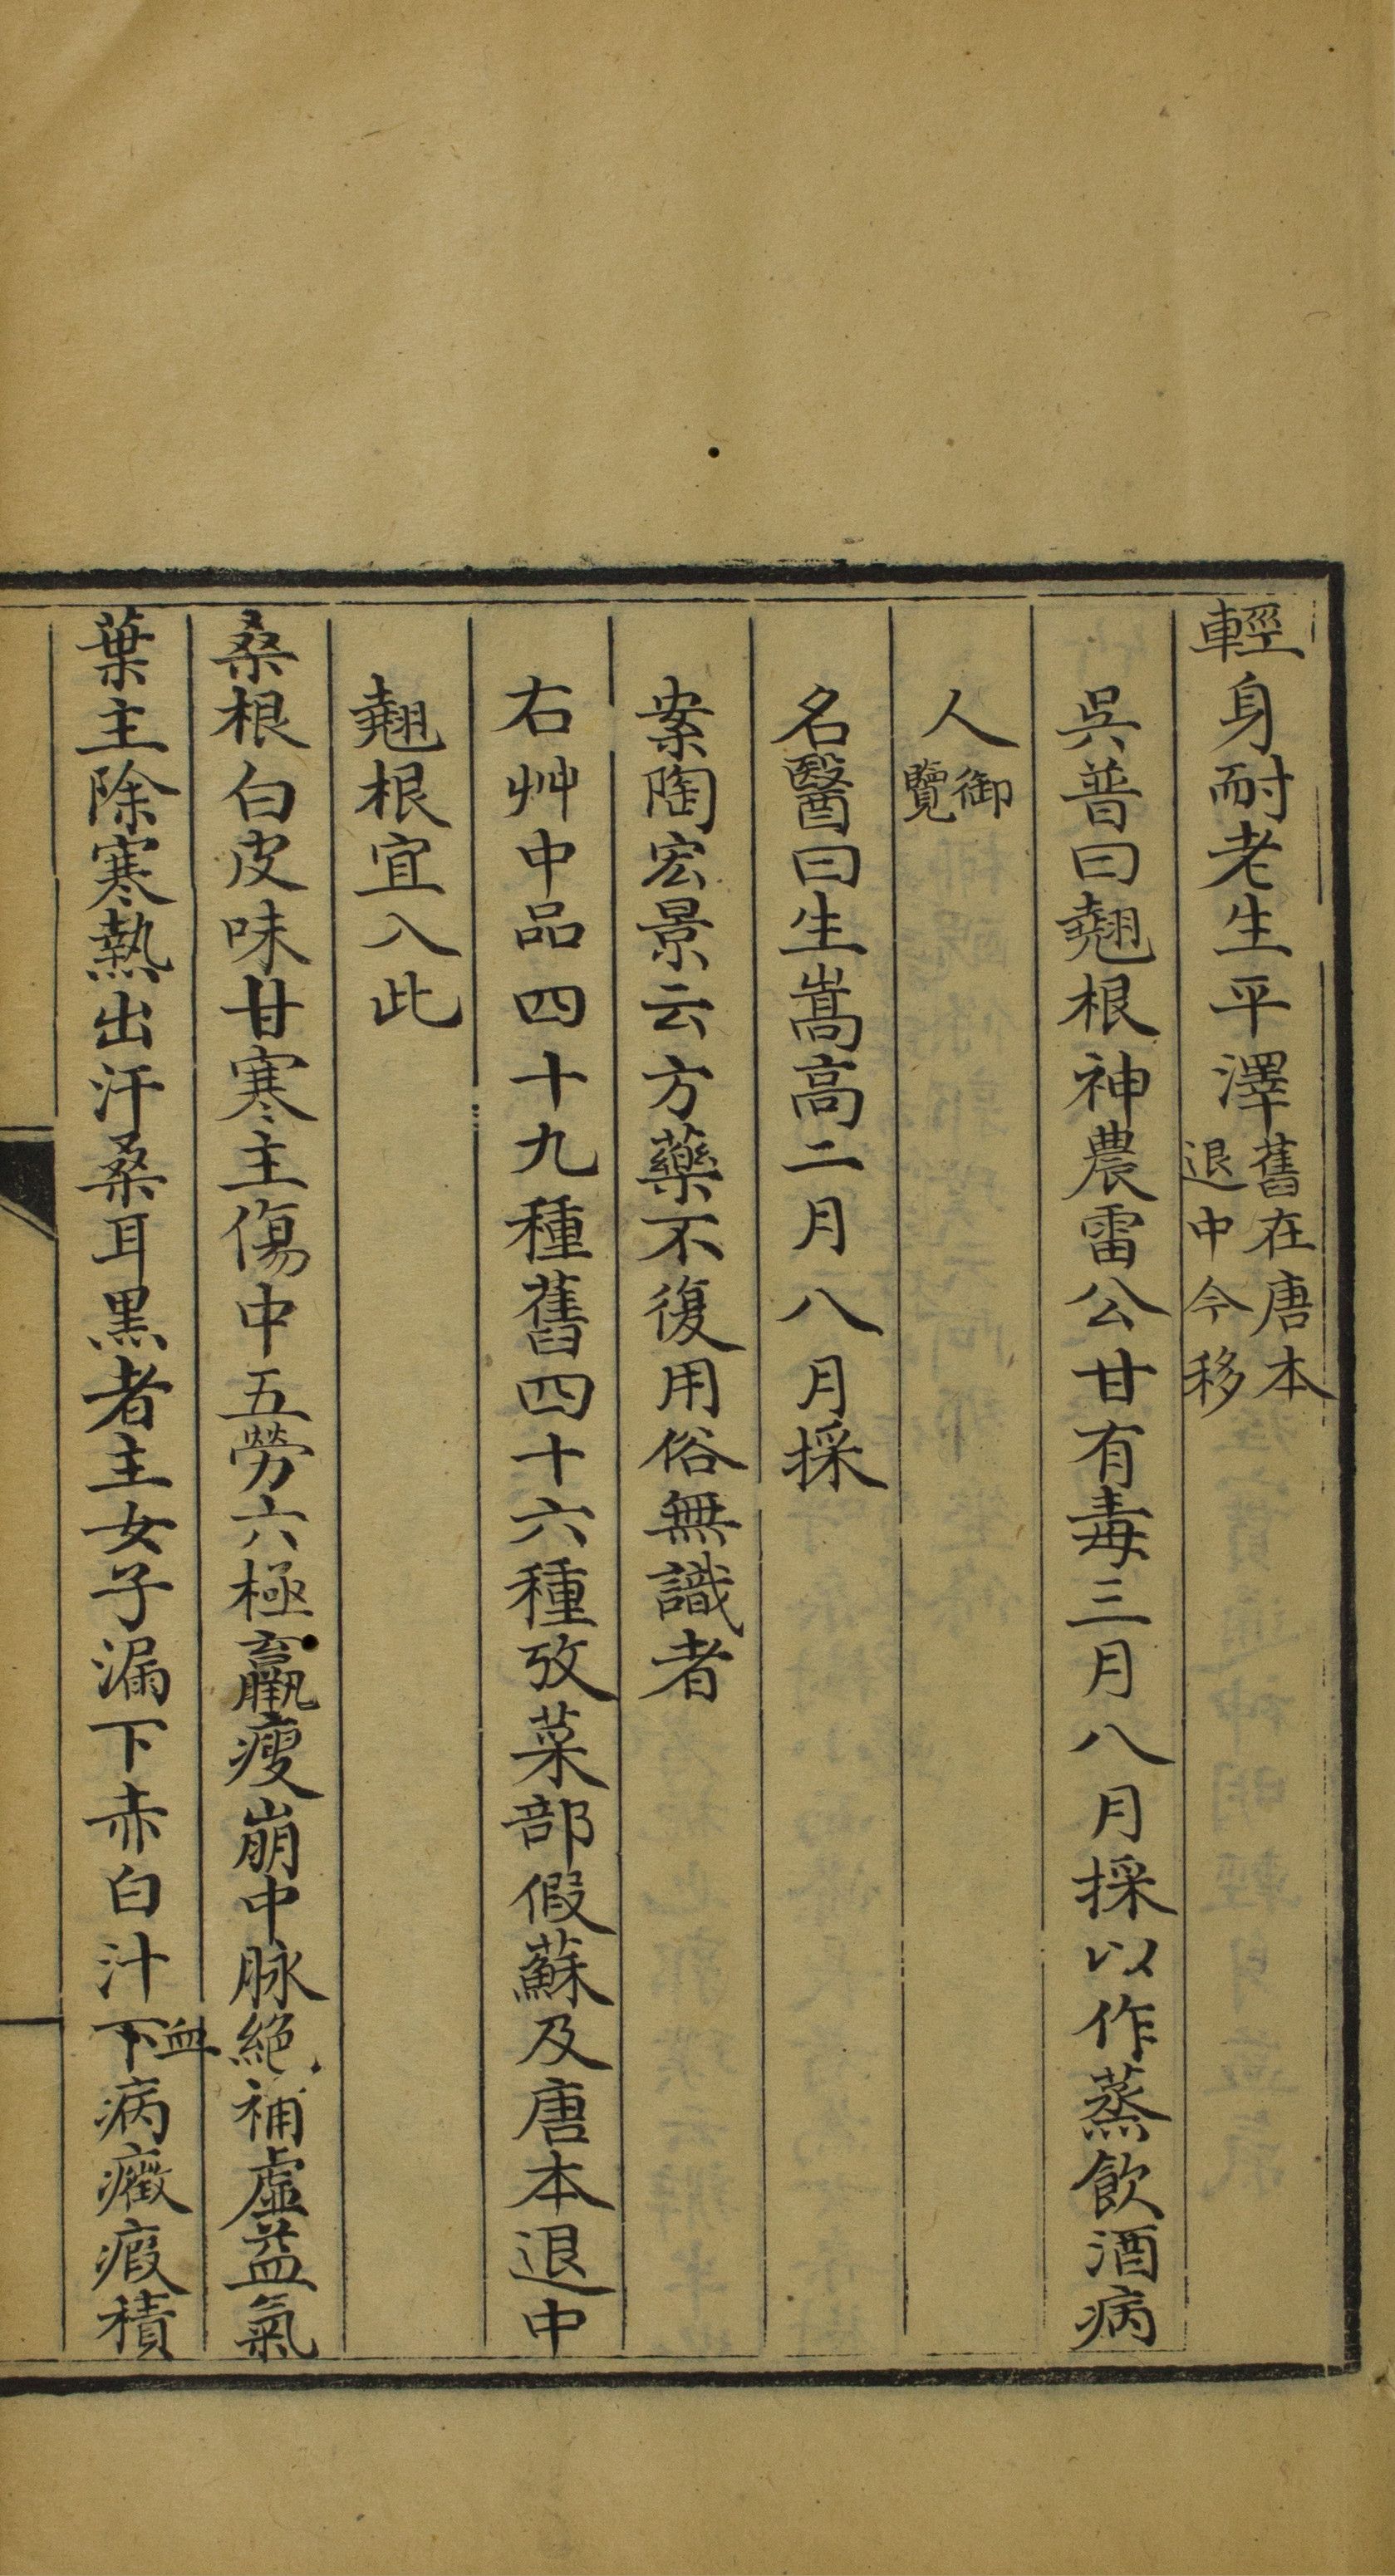 輕身耐老生平澤舊在唐本退中今移
吳普曰翹根神農雷公甘有毒三月八月採以作蒸飲酒病
人御覽
名醫曰生嵩高二月八月採
案陶宏景云方藥不復用俗無識者
右艸中品四十九種舊四十六種攷菜部假蘇及唐本退中
翹根宜八此
桑根白皮味甘寒主傷中五勞六極羸瘦崩中脉絕補虛益氣
葉主除寒熱出汗桑耳黑者主女子漏下赤白汁血下病癥瘕積